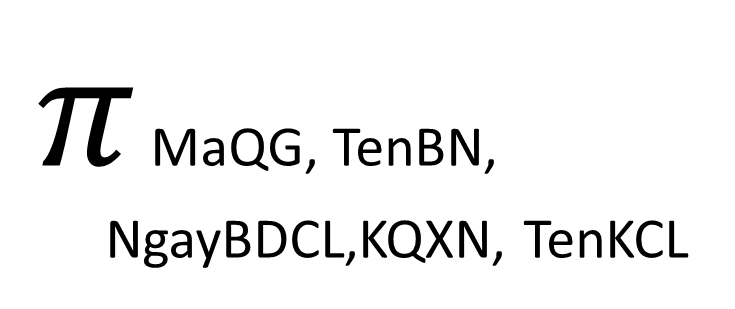 π MaQG, TenBN,
NgayBDCL,KQXN, TenKCL